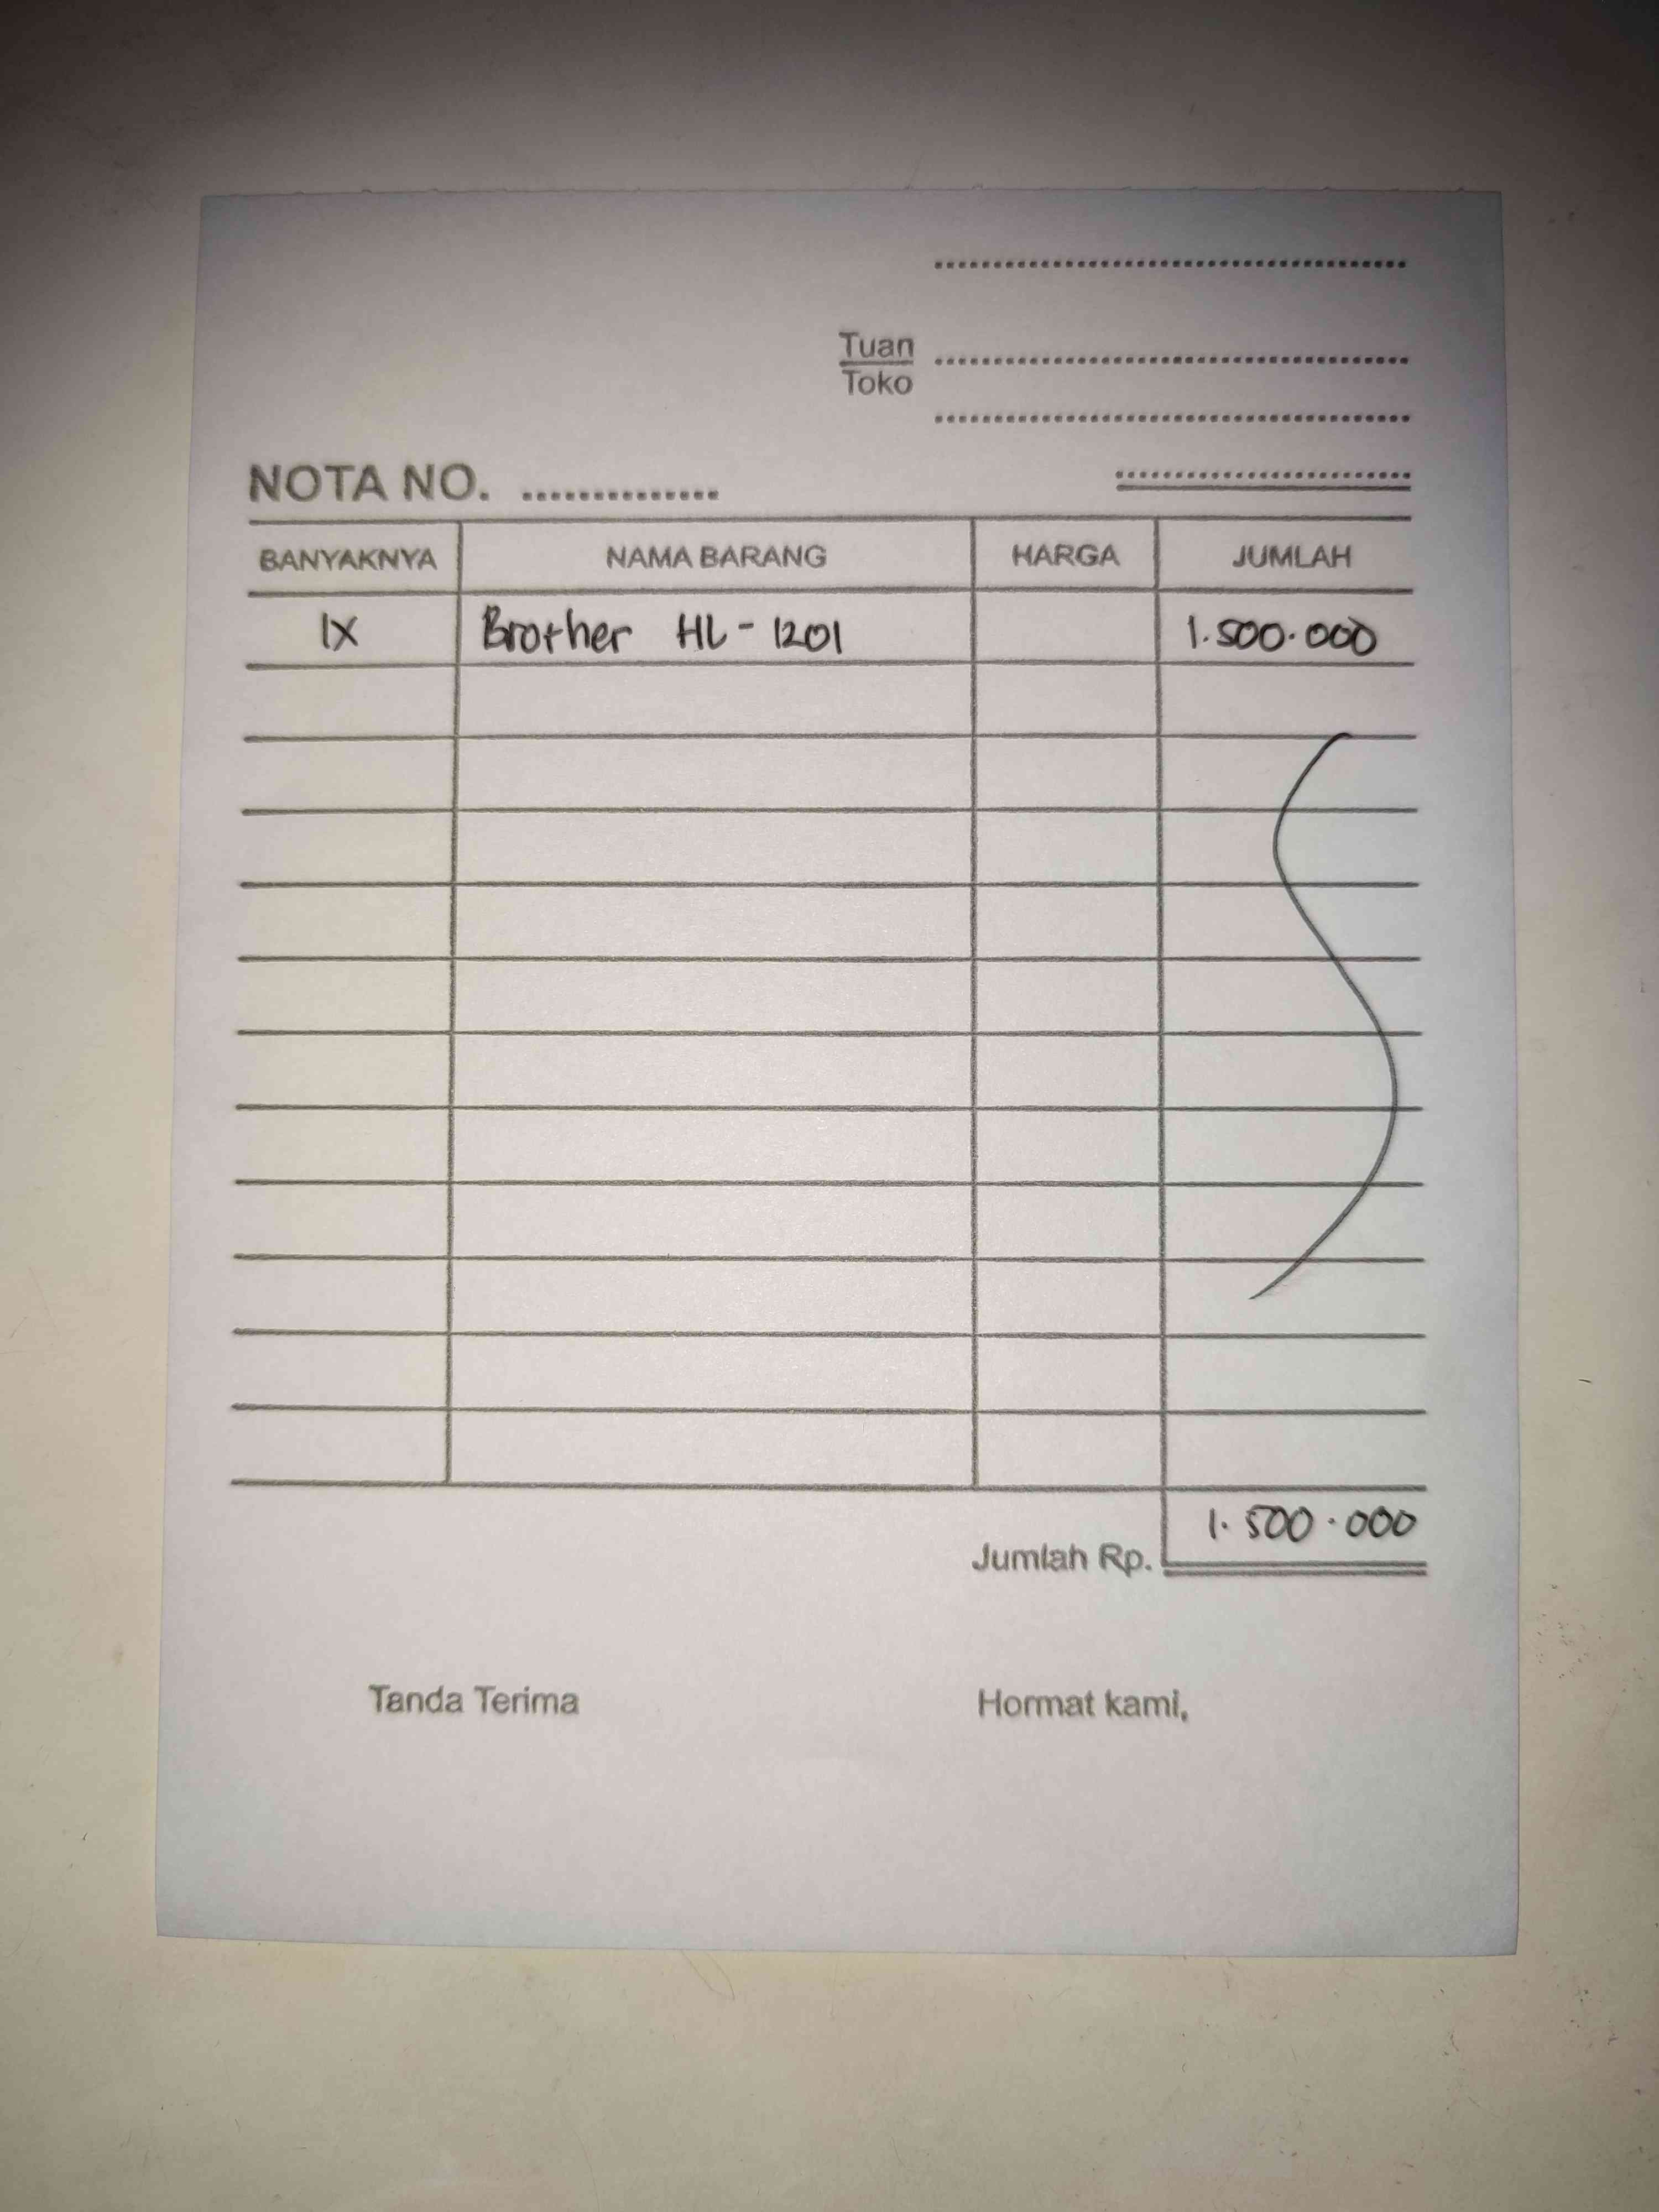 Tuan
Toko
NOTA NO. ..............
BANYAKNYA NAMA BARANG HARGA JUMLAH
1X Brother HL-1201 1.500.000
Jumlah Rp. 1.500.000
Tanda Terima Hormat kami,